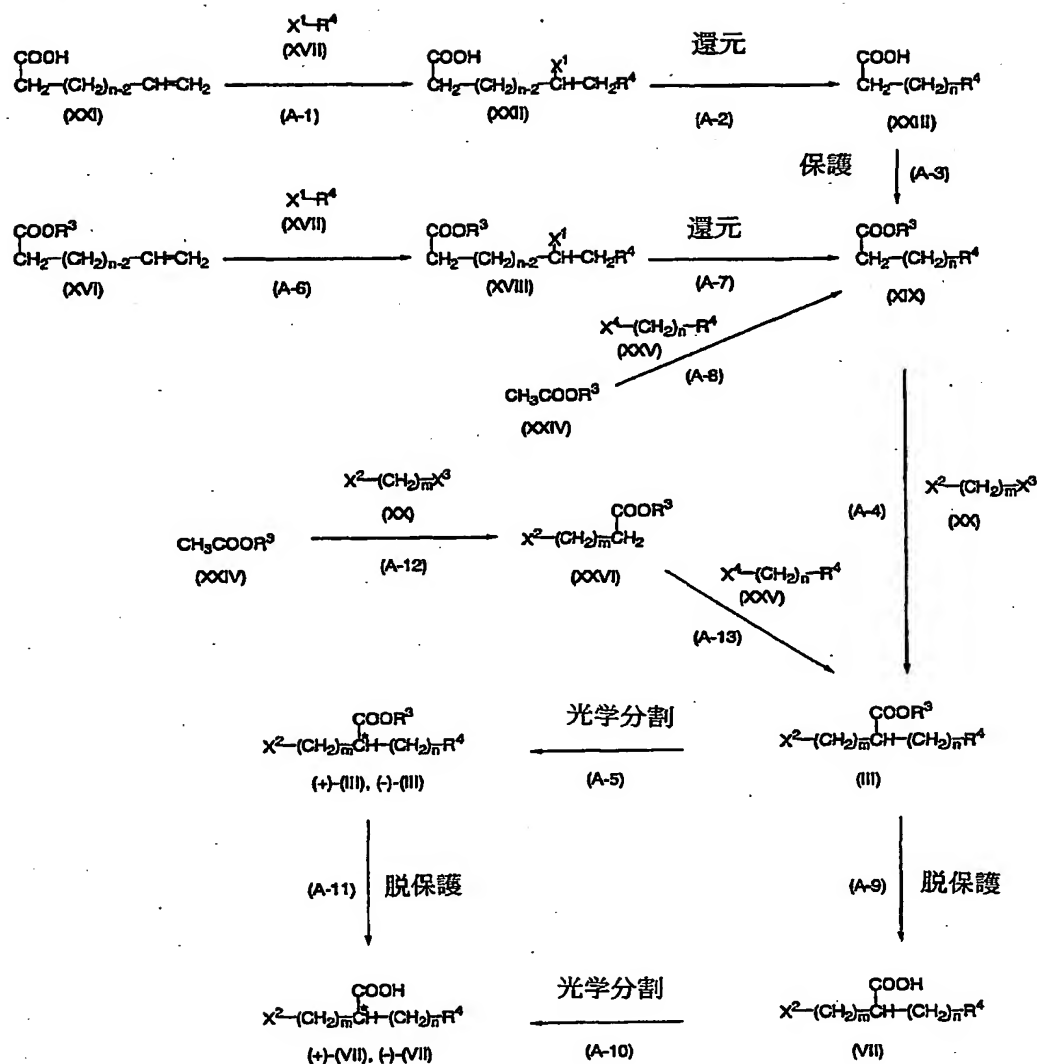 X¹—R⁴
(XVII)
還元
COOH
CH₂—(CH₂)n-2—CH=CH₂
(XXI)
(A-1)
COOH
X¹
CH₂—(CH₂)n-2—CH—CH₂R⁴
(XXII)
(A-2)
COOH
CH₂—(CH₂)n—R⁴
(XXIII)
保護
(A-3)
X¹—R⁴
(XVII)
還元
COOR³
CH₂—(CH₂)n-2—CH=CH₂
(XVI)
(A-6)
COOR³
X¹
CH₂—(CH₂)n-2—CH—CH₂R⁴
(XVIII)
(A-7)
COOR³
CH₂—(CH₂)n—R⁴
(XIX)
X⁴—(CH₂)n—R⁴
(XXV)
(A-8)
CH₃COOR³
(XXIV)
X²—(CH₂)m—X³
(XX)
(A-4)
X²—(CH₂)m—X³
(XX)
CH₃COOR³
(XXIV)
(A-12)
COOR³
X²—(CH₂)m—CH₂
(XXVI)
X⁴—(CH₂)n—R⁴
(XXV)
(A-13)
COOR³
X²—(CH₂)m—*CH—(CH₂)n—R⁴
(+)-(III), (-)-(III)
光学分割
(A-5)
COOR³
X²—(CH₂)m—CH—(CH₂)n—R⁴
(III)
(A-11)
脱保護
(A-9)
脱保護
COOH
X²—(CH₂)m—*CH—(CH₂)n—R⁴
(+)-(VII), (-)-(VII)
光学分割
(A-10)
COOH
X²—(CH₂)m—CH—(CH₂)n—R⁴
(VII)